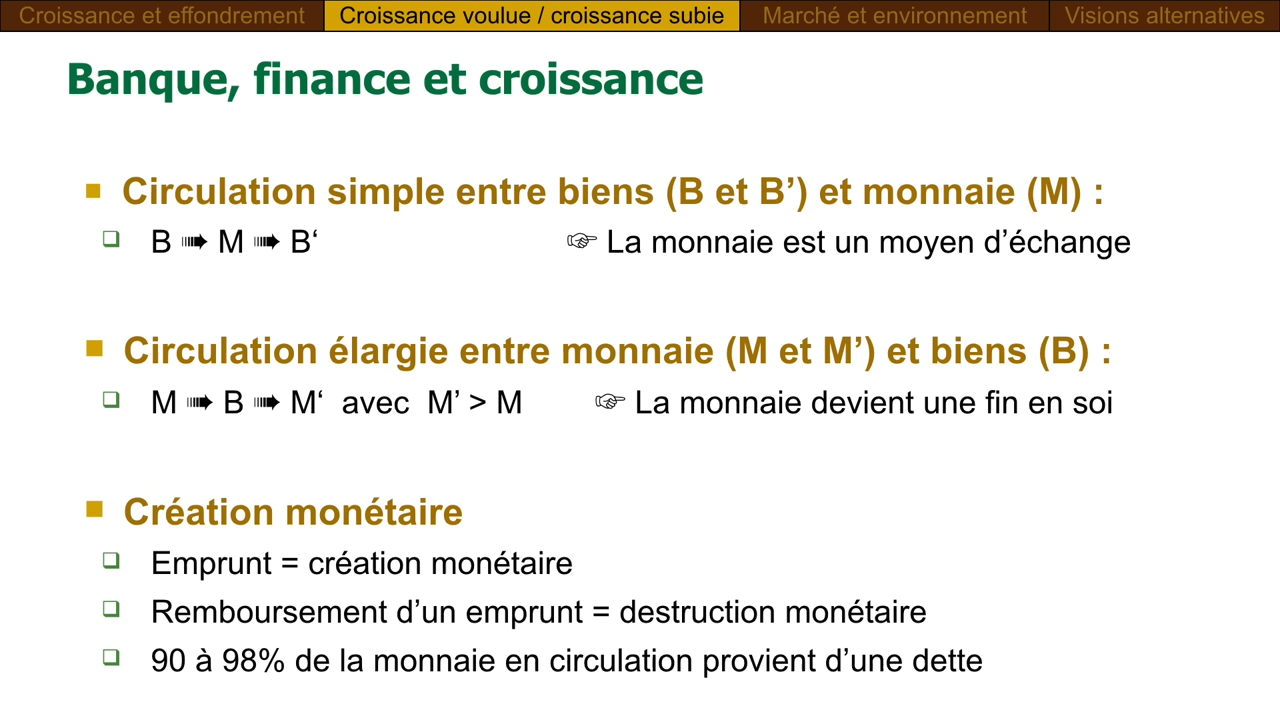 Croissance et effondrement Croissance voulue / croissance subie Marché et environnement Visions alternatives
Banque, finance et croissance
Circulation simple entre biens (B et B’) et monnaie (M) :
B ➠ M ➠ B‘ ☞ La monnaie est un moyen d’échange
Circulation élargie entre monnaie (M et M’) et biens (B) :
M ➠ B ➠ M‘ avec M’ > M ☞ La monnaie devient une fin en soi
Création monétaire
Emprunt = création monétaire
Remboursement d’un emprunt = destruction monétaire
90 à 98% de la monnaie en circulation provient d’une dette